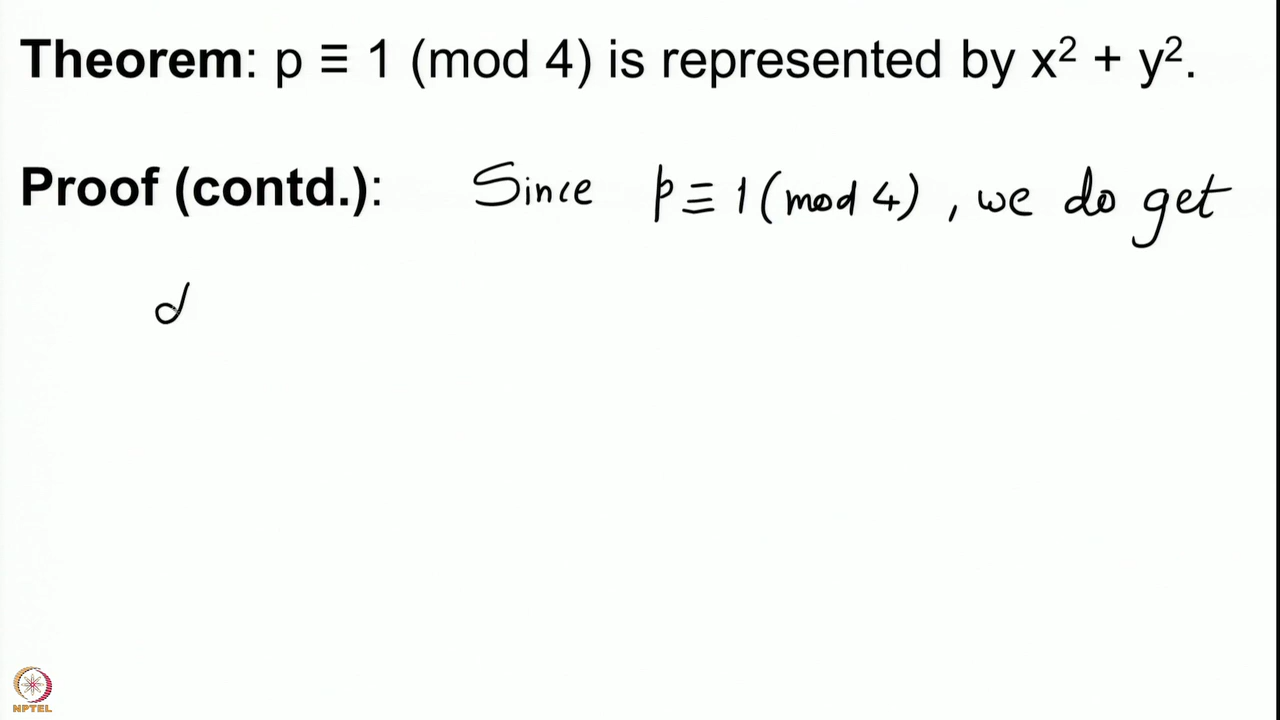 Theorem: p ≡ 1 (mod 4) is represented by x² + y².
Proof (contd.): Since p ≡ 1 (mod 4), we do get
d
NPTEL